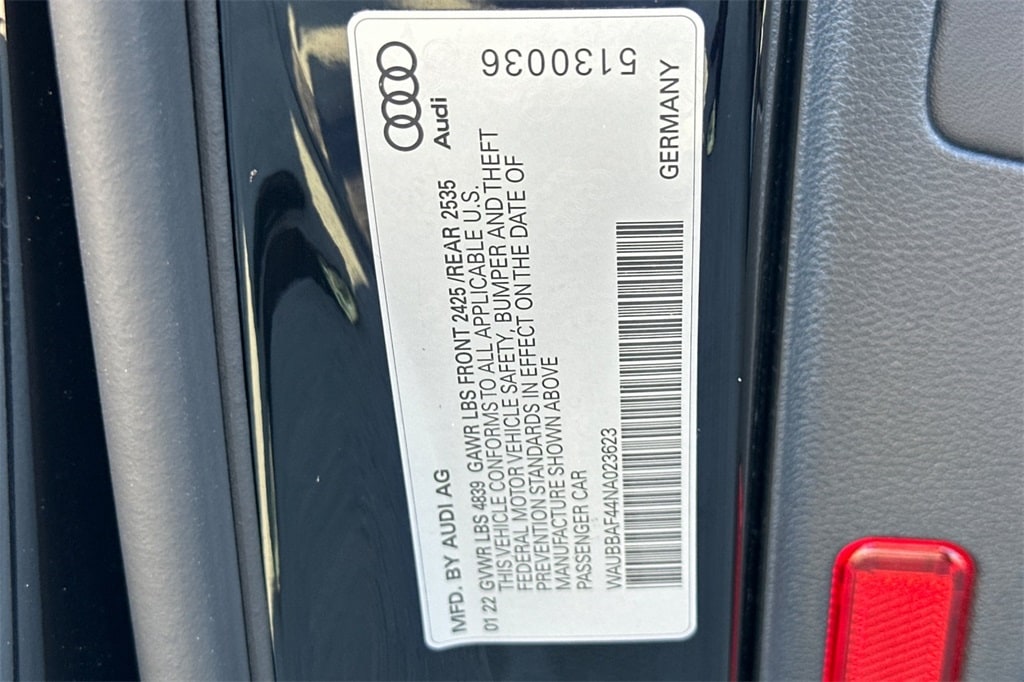 MFD. BY AUDI AG
01 22 GVWR LBS 4839 GAWR LBS FRONT 2425 /REAR 2535
THIS VEHICLE CONFORMS TO ALL APPLICABLE U.S.
FEDERAL MOTOR VEHICLE SAFETY, BUMPER AND THEFT
PREVENTION STANDARDS IN EFFECT ON THE DATE OF
MANUFACTURE SHOWN ABOVE
PASSENGER CAR
WAUBBAF44NA023623
Audi
5130036
GERMANY